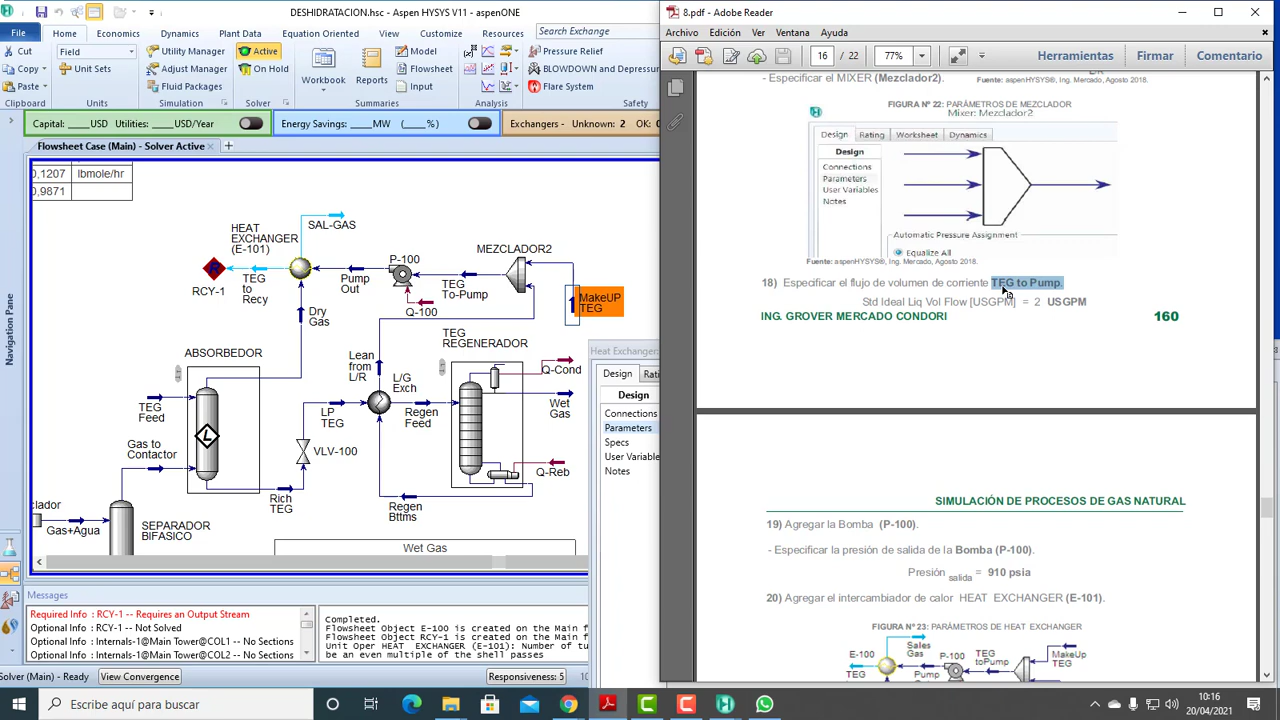 DESHIDRATACION.hsc - Aspen HYSYS V11 - aspenONE
File Home Economics Dynamics Plant Data Equation Oriented View Customize Resources Search Exchange
Cut Copy Paste
Clipboard
Field
Unit Sets
Units
Utility Manager
Adjust Manager
Fluid Packages
Simulation
Active
On Hold
Solver
Workbook Reports
Model
Flowsheet
Input
Summaries
Analysis
Pressure Relief
BLOWDOWN and Depressu
Flare System
Safety
Capital: USD Utilities: USD/Year
Energy Savings: MW ( %)
Exchangers - Unknown: 2 OK: 0
Flowsheet Case (Main) - Solver Active
0,1207 lbmole/hr
0,9871
HEAT
EXCHANGER
(E-101)
SAL-GAS
RCY-1
TEG
to
Recy
Pump
Out
P-100
Q-100
TEG
To-Pump
MEZCLADOR2
MakeUP
TEG
Dry
Gas
ABSORBEDOR
TEG
Feed
Gas to
Contactor
Rich
TEG
LP
TEG
VLV-100
Lean
from
L/R
L/G
Exch
Regen
Feed
TEG
REGENERADOR
Q-Cond
Wet
Gas
Q-Reb
Regen
Bttms
clador
Gas+Agua
SEPARADOR
BIFASICO
Wet Gas
Heat Exchanger:
Design Rati
Design
Connections
Parameters
Specs
User Variable
Notes
Messages
Required Info : RCY-1 -- Requires an Output Stream
Optional Info : RCY-1 -- Not Solved
Optional Info : Internals-1@Main Tower@COL1 -- No Sections
Optional Info : Internals-1@Main Tower@COL2 -- No Sections
Completed.
Flowsheet Object E-100 is created on the Main f
Flowsheet Object RCY-1 is created on the Main f
Unit Oper HEAT EXCHANGER (E-101): Number of tu
be an even multiple of the shell passes
Solver (Main) - Ready View Convergence Responsiveness: 5 10
8.pdf - Adobe Reader
Archivo Edición Ver Ventana Ayuda
16 / 22 77% Herramientas Firmar Comentario
- Especificar el MIXER (Mezclador2).
Fuente: aspenHYSYS®, Ing. Mercado, Agosto 2018.
FIGURA Nº 22: PARÁMETROS DE MEZCLADOR
Mixer: Mezclador2
Design Rating Worksheet Dynamics
Design
Connections
Parameters
User Variables
Notes
Automatic Pressure Assignment
Equalize All
Fuente: aspenHYSYS®, Ing. Mercado, Agosto 2018.
18) Especificar el flujo de volumen de corriente TEG to Pump.
Std Ideal Liq Vol Flow [USGPM] = 2 USGPM
ING. GROVER MERCADO CONDORI 160
SIMULACIÓN DE PROCESOS DE GAS NATURAL
19) Agregar la Bomba (P-100).
- Especificar la presión de salida de la Bomba (P-100).
Presión salida = 910 psia
20) Agregar el intercambiador de calor HEAT EXCHANGER (E-101).
FIGURA Nº 23: PARÁMETROS DE HEAT EXCHANGER
E-100
TEG
Sales
Gas
Pump
P-100
TEG
toPump
MakeUp
TEG
Escribe aquí para buscar
10:16
20/04/2021